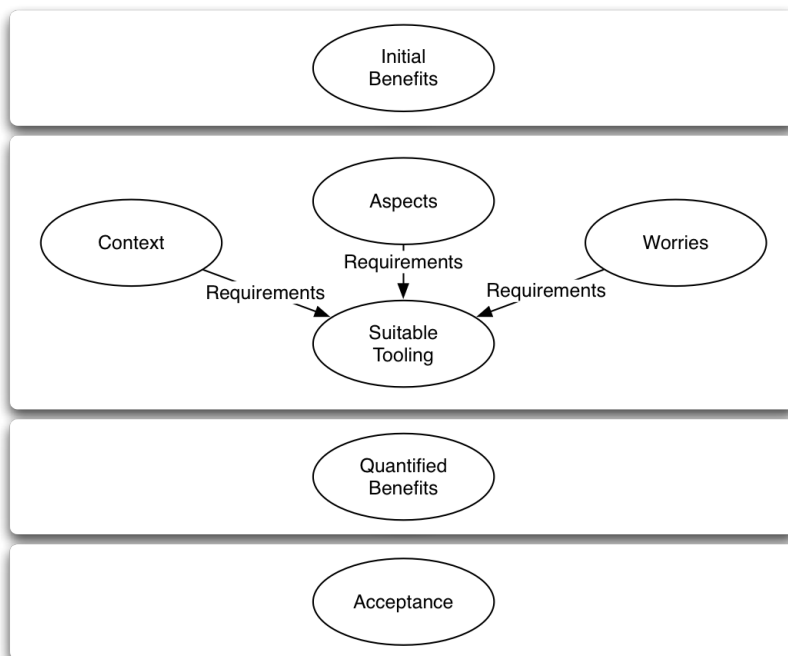 Initial
Benefits
Aspects
Context
Worries
Requirements
Requirements
Requirements
Suitable
Tooling
Quantified
Benefits
Acceptance